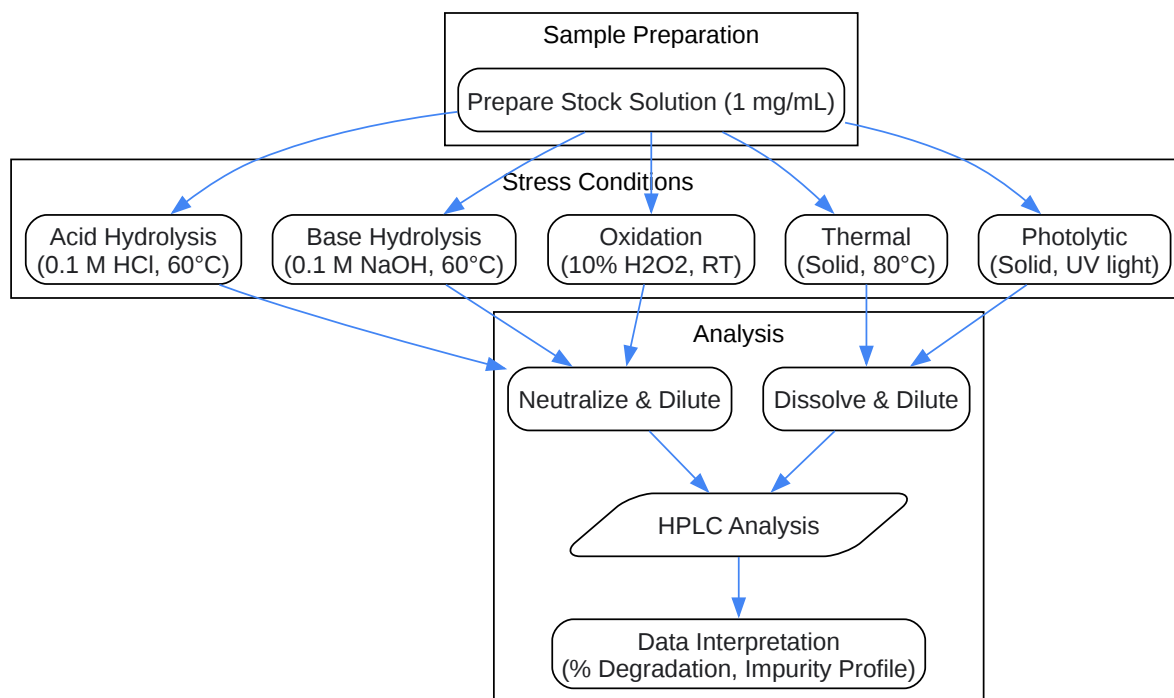 Sample Preparation
Prepare Stock Solution (1 mg/mL)
Stress Conditions
Acid Hydrolysis
(0.1 M HCl, 60°C)
Base Hydrolysis
(0.1 M NaOH, 60°C)
Oxidation
(10% H2O2, RT)
Thermal
(Solid, 80°C)
Photolytic
(Solid, UV light)
Analysis
Neutralize & Dilute
Dissolve & Dilute
HPLC Analysis
Data Interpretation
(% Degradation, Impurity Profile)